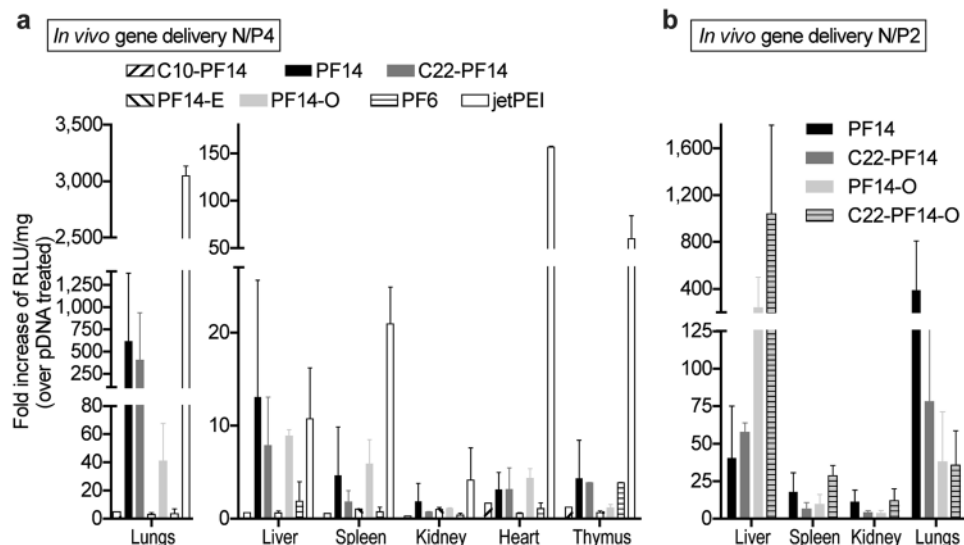 a
In vivo gene delivery N/P4
C10-PF14 PF14 C22-PF14
PF14-E PF14-O PF6 jetPEI
Fold increase of RLU/mg
(over pDNA treated)
3,500
3,000
2,500
1,250
1,000
750
500
250
80
60
40
20
0
Lungs
150
100
50
20
10
0
Liver Spleen Kidney Heart Thymus
b
In vivo gene delivery N/P2
PF14
C22-PF14
PF14-O
C22-PF14-O
1,600
1,200
800
400
125
100
75
50
25
0
Liver Spleen Kidney Lungs